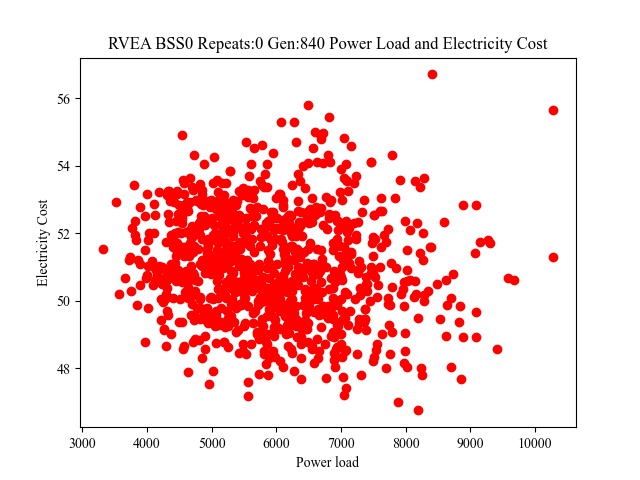 RVEA BSS0 Repeats:0 Gen:840 Power Load and Electricity Cost
Electricity Cost
56
54
52
50
48
3000 4000 5000 6000 7000 8000 9000 10000
Power load